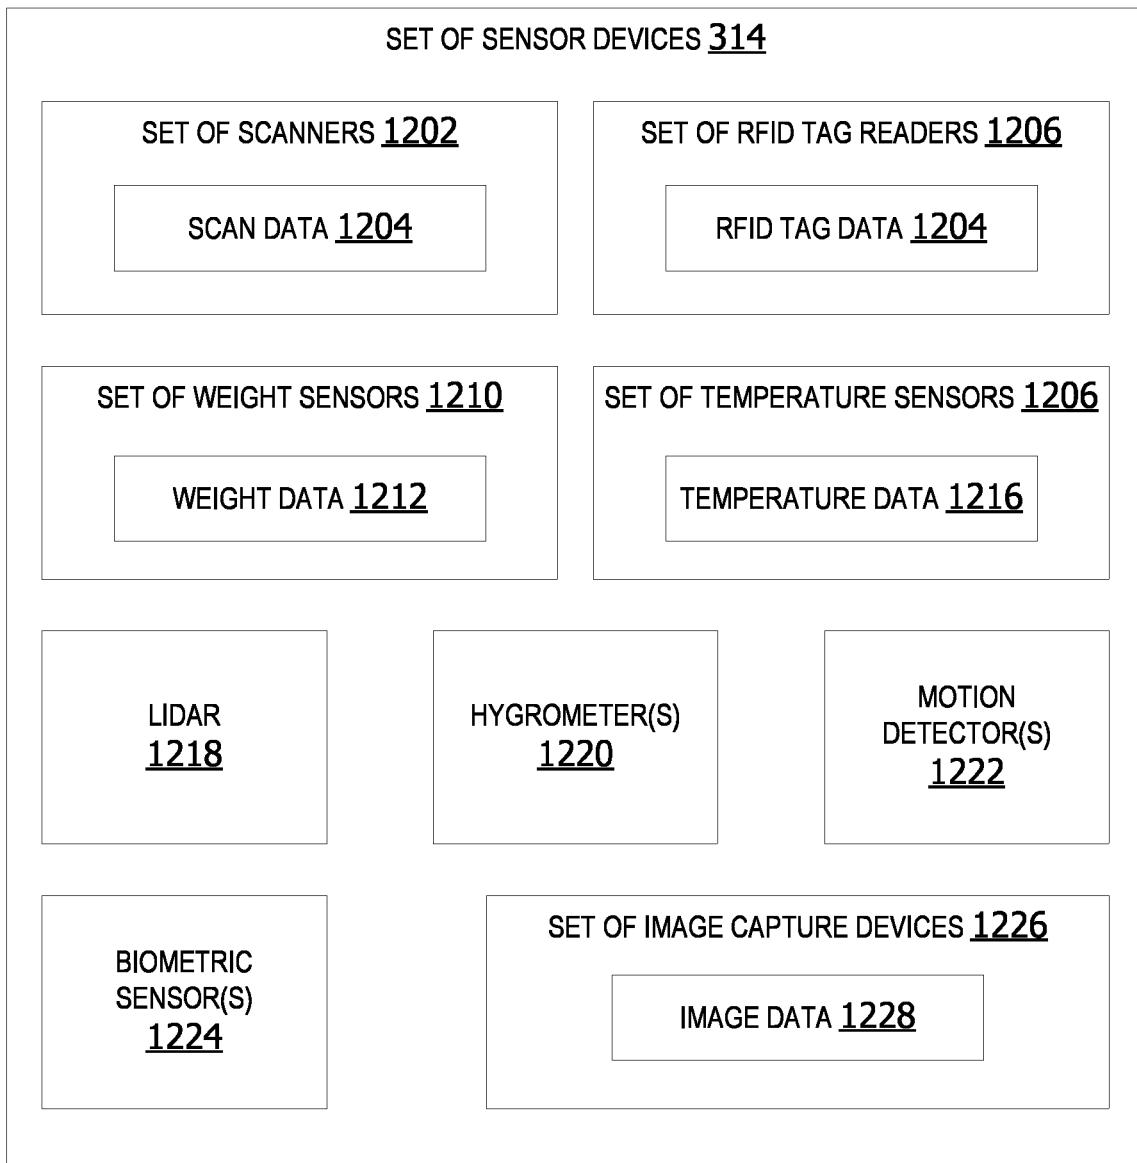 SET OF SENSOR DEVICES 314
SET OF SCANNERS 1202
SCAN DATA 1204
SET OF RFID TAG READERS 1206
RFID TAG DATA 1204
SET OF WEIGHT SENSORS 1210
WEIGHT DATA 1212
SET OF TEMPERATURE SENSORS 1206
TEMPERATURE DATA 1216
LIDAR
1218
HYGROMETER(S)
1220
MOTION
DETECTOR(S)
1222
BIOMETRIC
SENSOR(S)
1224
SET OF IMAGE CAPTURE DEVICES 1226
IMAGE DATA 1228